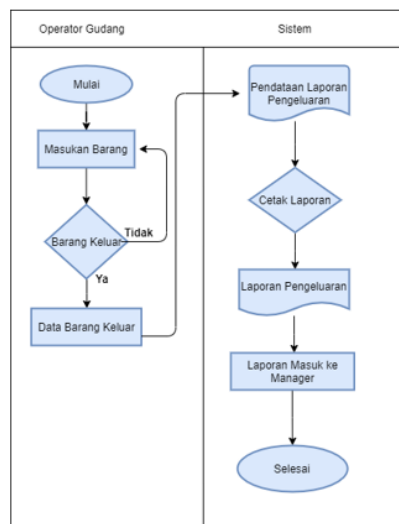 Operator Gudang
Sistem
Mulai
Masukan Barang
Barang Keluar
Tidak
Ya
Data Barang Keluar
Pendataan Laporan
Pengeluaran
Cetak Laporan
Laporan Pengeluaran
Laporan Masuk ke
Manager
Selesai